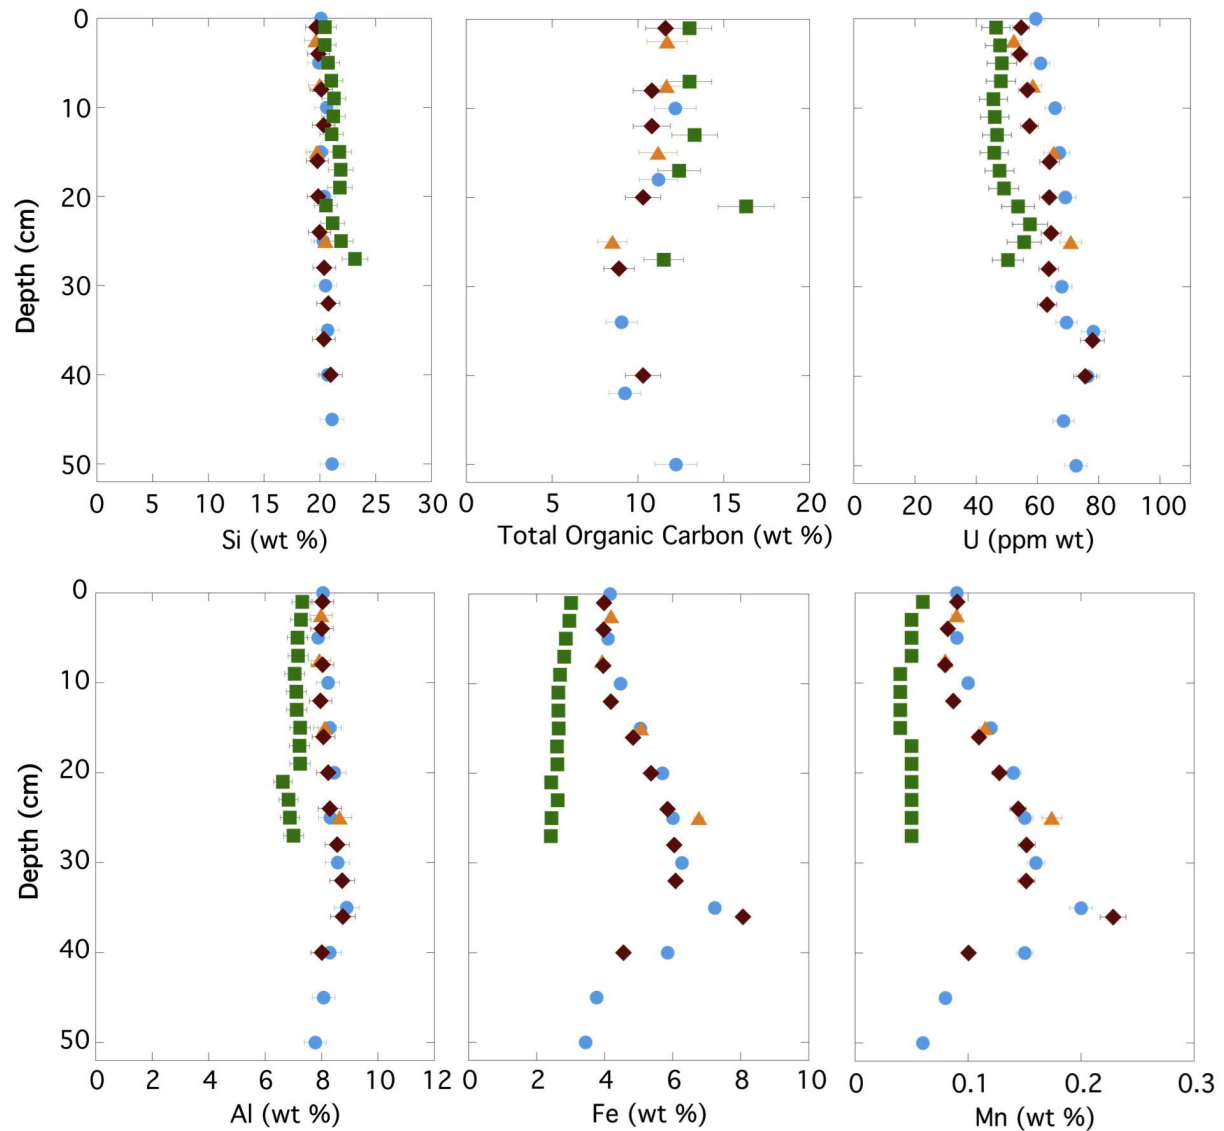 0
10
20
30
40
50
Depth (cm)
0 5 10 15 20 25 30
Si (wt %)
0 5 10 15 20
Total Organic Carbon (wt %)
0 20 40 60 80 100
U (ppm wt)
0
10
20
30
40
50
Depth (cm)
0 2 4 6 8 10 12
Al (wt %)
0 2 4 6 8 10
Fe (wt %)
0 0.1 0.2 0.3
Mn (wt %)